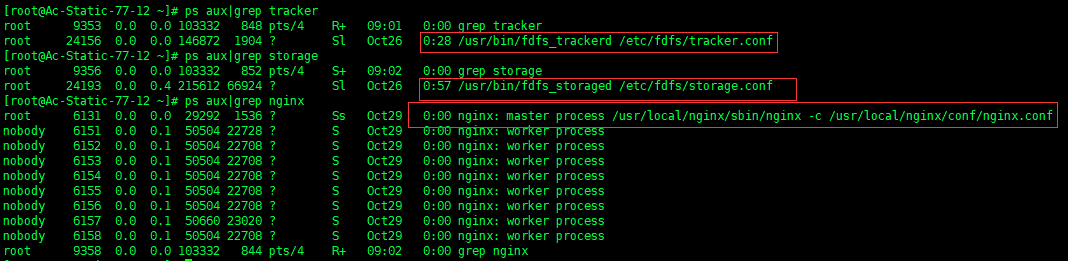 [root@Ac-Static-77-12 ~]# ps aux|grep tracker
root 9353 0.0 0.0 103332 848 pts/4 R+ 09:01 0:00 grep tracker
root 24156 0.0 0.0 146872 1904 ? Sl Oct26 0:28 /usr/bin/fdfs_trackerd /etc/fdfs/tracker.conf
[root@Ac-Static-77-12 ~]# ps aux|grep storage
root 9356 0.0 0.0 103332 852 pts/4 S+ 09:02 0:00 grep storage
root 24193 0.0 0.4 215612 66924 ? Sl Oct26 0:57 /usr/bin/fdfs_storaged /etc/fdfs/storage.conf
[root@Ac-Static-77-12 ~]# ps aux|grep nginx
root 6131 0.0 0.0 29292 1536 ? Ss Oct29 0:00 nginx: master process /usr/local/nginx/sbin/nginx -c /usr/local/nginx/conf/nginx.conf
nobody 6151 0.0 0.1 50504 22728 ? S Oct29 0:00 nginx: worker process
nobody 6152 0.0 0.1 50504 22708 ? S Oct29 0:00 nginx: worker process
nobody 6153 0.0 0.1 50504 22708 ? S Oct29 0:00 nginx: worker process
nobody 6154 0.0 0.1 50504 22708 ? S Oct29 0:00 nginx: worker process
nobody 6155 0.0 0.1 50504 22708 ? S Oct29 0:00 nginx: worker process
nobody 6156 0.0 0.1 50504 22708 ? S Oct29 0:00 nginx: worker process
nobody 6157 0.0 0.1 50660 23020 ? S Oct29 0:00 nginx: worker process
nobody 6158 0.0 0.1 50504 22708 ? S Oct29 0:00 nginx: worker process
root 9358 0.0 0.0 103332 844 pts/4 R+ 09:02 0:00 grep nginx